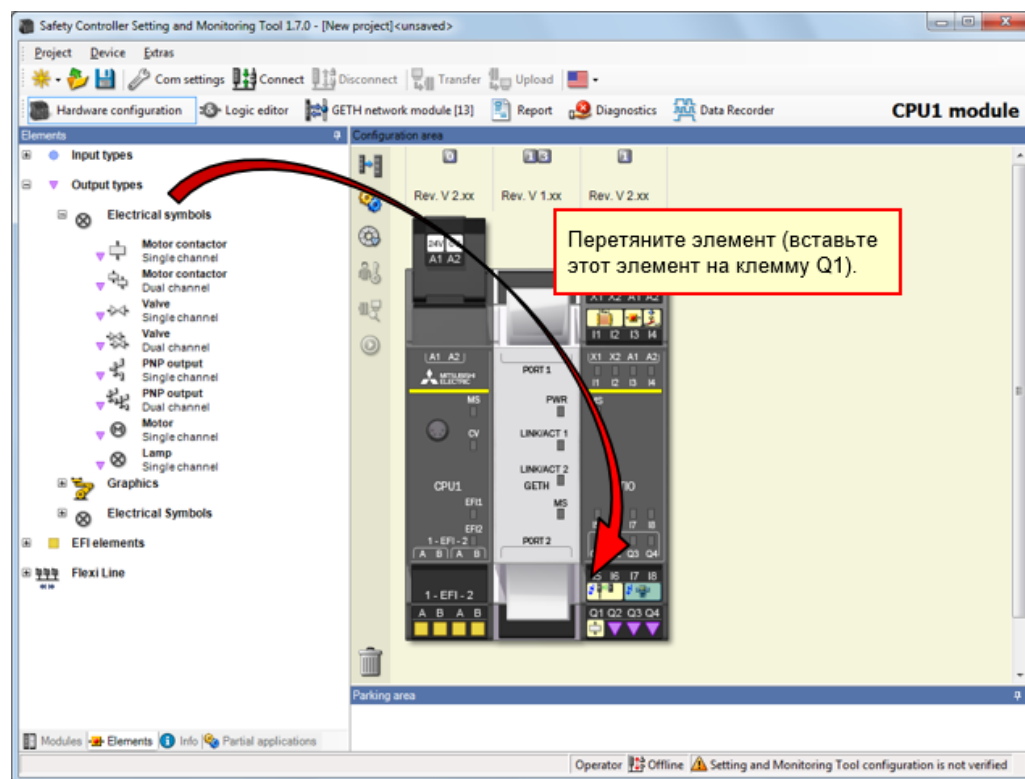 Safety Controller Setting and Monitoring Tool 1.7.0 - [New project]<unsaved>
Project Device Extras
Com settings Connect Disconnect Transfer Upload
Hardware configuration Logic editor GETH network module [13] Report Diagnostics Data Recorder CPU1 module
Elements
Configuration area
Input types
Output types
Electrical symbols
Motor contactor
Single channel
Motor contactor
Dual channel
Valve
Single channel
Valve
Dual channel
PNP output
Single channel
PNP output
Dual channel
Motor
Single channel
Lamp
Single channel
Graphics
Electrical Symbols
EFI elements
Flexi Line
0 13 1
Rev. V 2.xx Rev. V 1.xx Rev. V 2.xx
Перетяните элемент (вставьте
этот элемент на клемму Q1).
24V
A1 A2
X1 X2 A1 A2
I1 I2 I3 I4
A1 A2
MITSUBISHI
ELECTRIC
MS
CV
CPU1
EFI1
EFI2
1 - EFI - 2
A B A B
1 - EFI - 2
A B A B
PORT 1
PWR
LINK/ACT 1
LINK/ACT 2
GETH
MS
PORT 2
X1 X2 A1 A2
I1 I2 I3 I4
MS
I7 I8
Q3 Q4
I6 I7 I8
Q1 Q2 Q3 Q4
Parking area
Modules Elements Info Partial applications
Operator Offline Setting and Monitoring Tool configuration is not verified